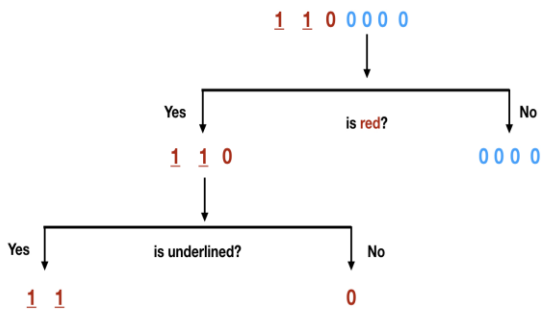 1 1 0 0 0 0 0
Yes
No
is red?
1 1 0
0 0 0 0
Yes
is underlined?
No
1 1
0